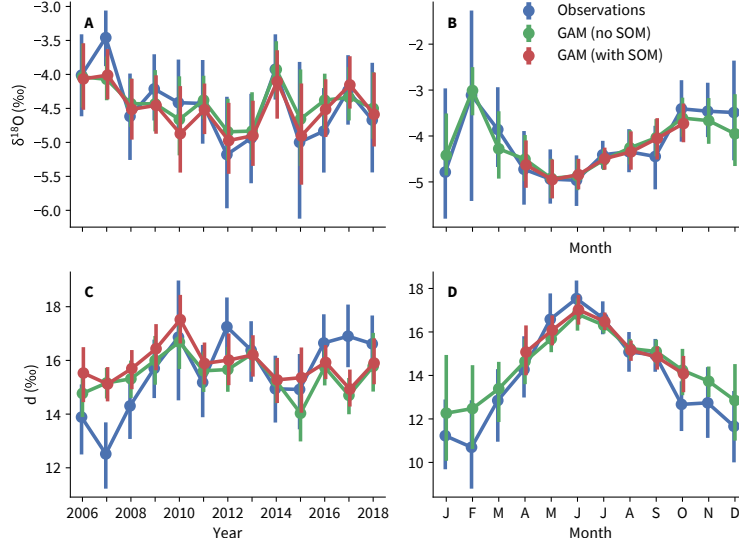 A
B
Observations
GAM (no SOM)
GAM (with SOM)
δ¹⁸O (‰)
−3.0
−3.5
−4.0
−4.5
−5.0
−5.5
−6.0
−2
−3
−4
−5
Month
C
D
d (‰)
18
16
14
12
18
16
14
12
10
2006 2008 2010 2012 2014 2016 2018
J F M A M J J A S O N D
Year
Month